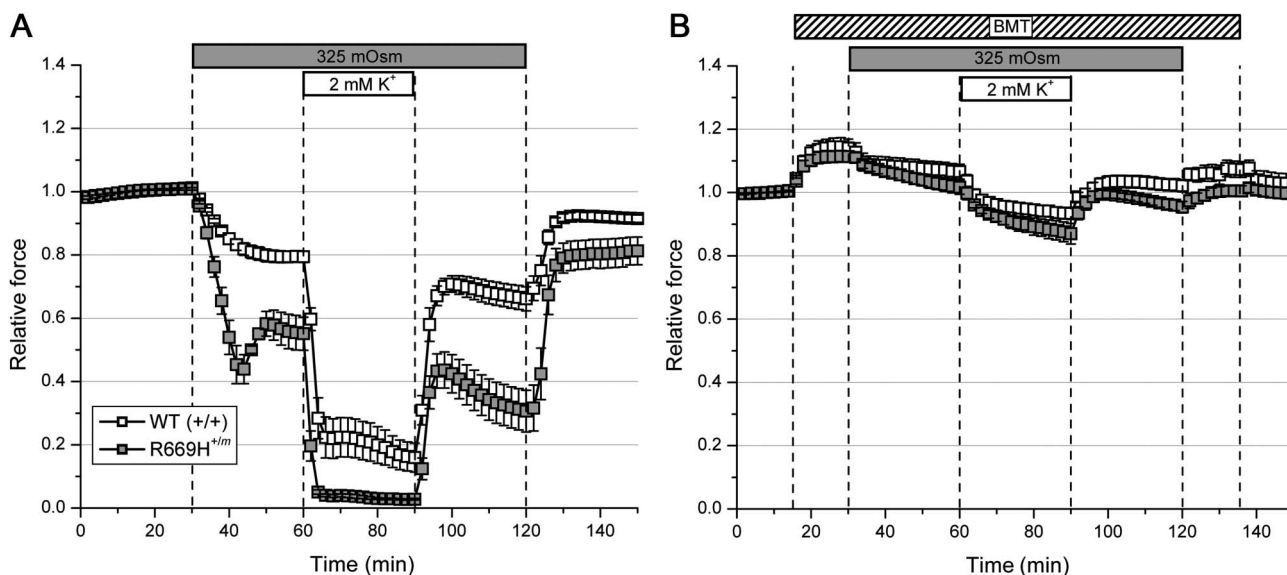 A
325 mOsm
2 mM K⁺
1.4
1.2
1.0
0.8
0.6
0.4
0.2
0.0
Relative force
WT (+/+)
R669H⁺/ᵐ
0 20 40 60 80 100 120 140
Time (min)
B
BMT
325 mOsm
2 mM K⁺
1.4
1.2
1.0
0.8
0.6
0.4
0.2
0.0
Relative force
0 20 40 60 80 100 120 140
Time (min)